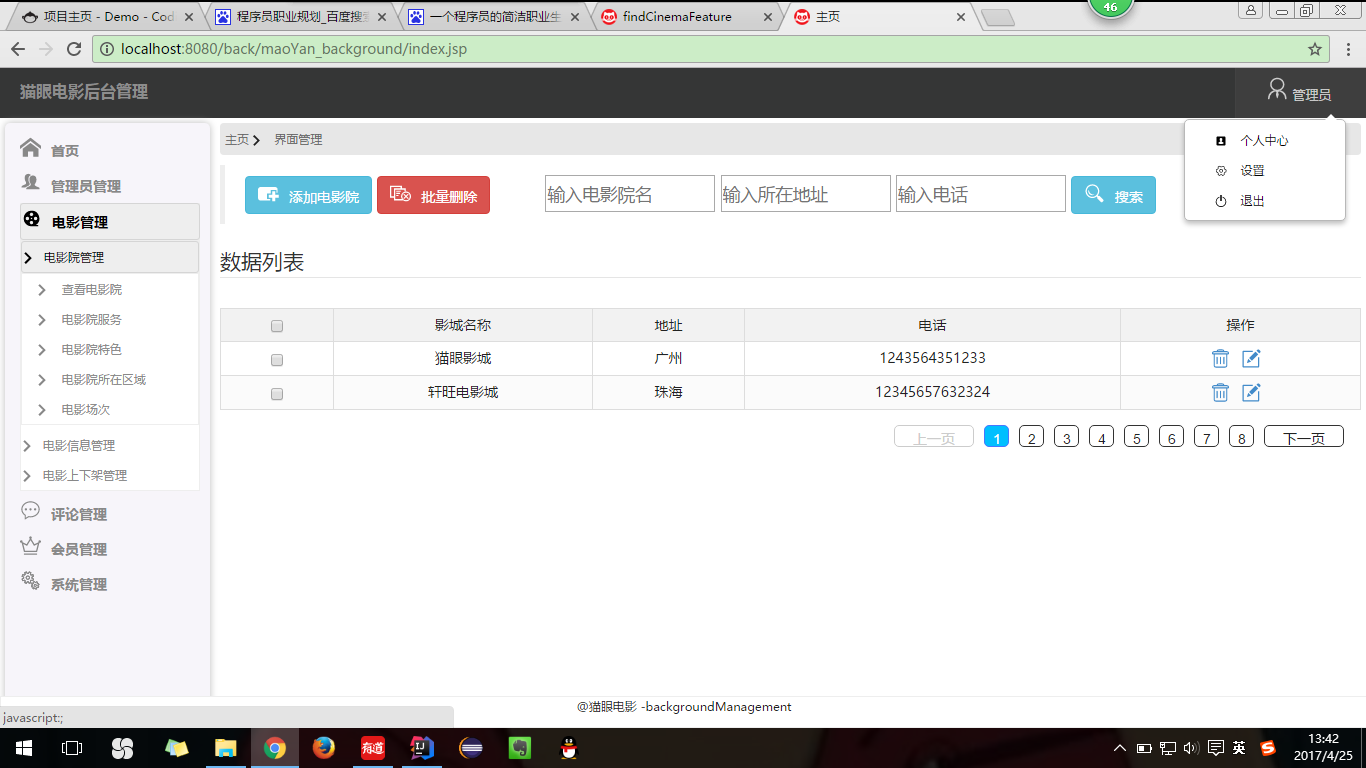 46
项目主页 - Demo - Cod
程序员职业规划_百度搜索
一个程序员的简洁职业生
findCinemaFeature
主页
localhost:8080/back/maoYan_background/index.jsp
猫眼电影后台管理
管理员
个人中心
设置
退出
首页
管理员管理
电影管理
电影院管理
查看电影院
电影院服务
电影院特色
电影院所在区域
电影场次
电影信息管理
电影上下架管理
评论管理
会员管理
系统管理
主页 界面管理
添加电影院 批量删除 输入电影院名 输入所在地址 输入电话 搜索
数据列表
影城名称 地址 电话 操作
猫眼影城 广州 1243564351233
轩旺电影城 珠海 12345657632324
上一页 1 2 3 4 5 6 7 8 下一页
@猫眼电影 -backgroundManagement
javascript:;
有道
IJ
英
S
13:42
2017/4/25